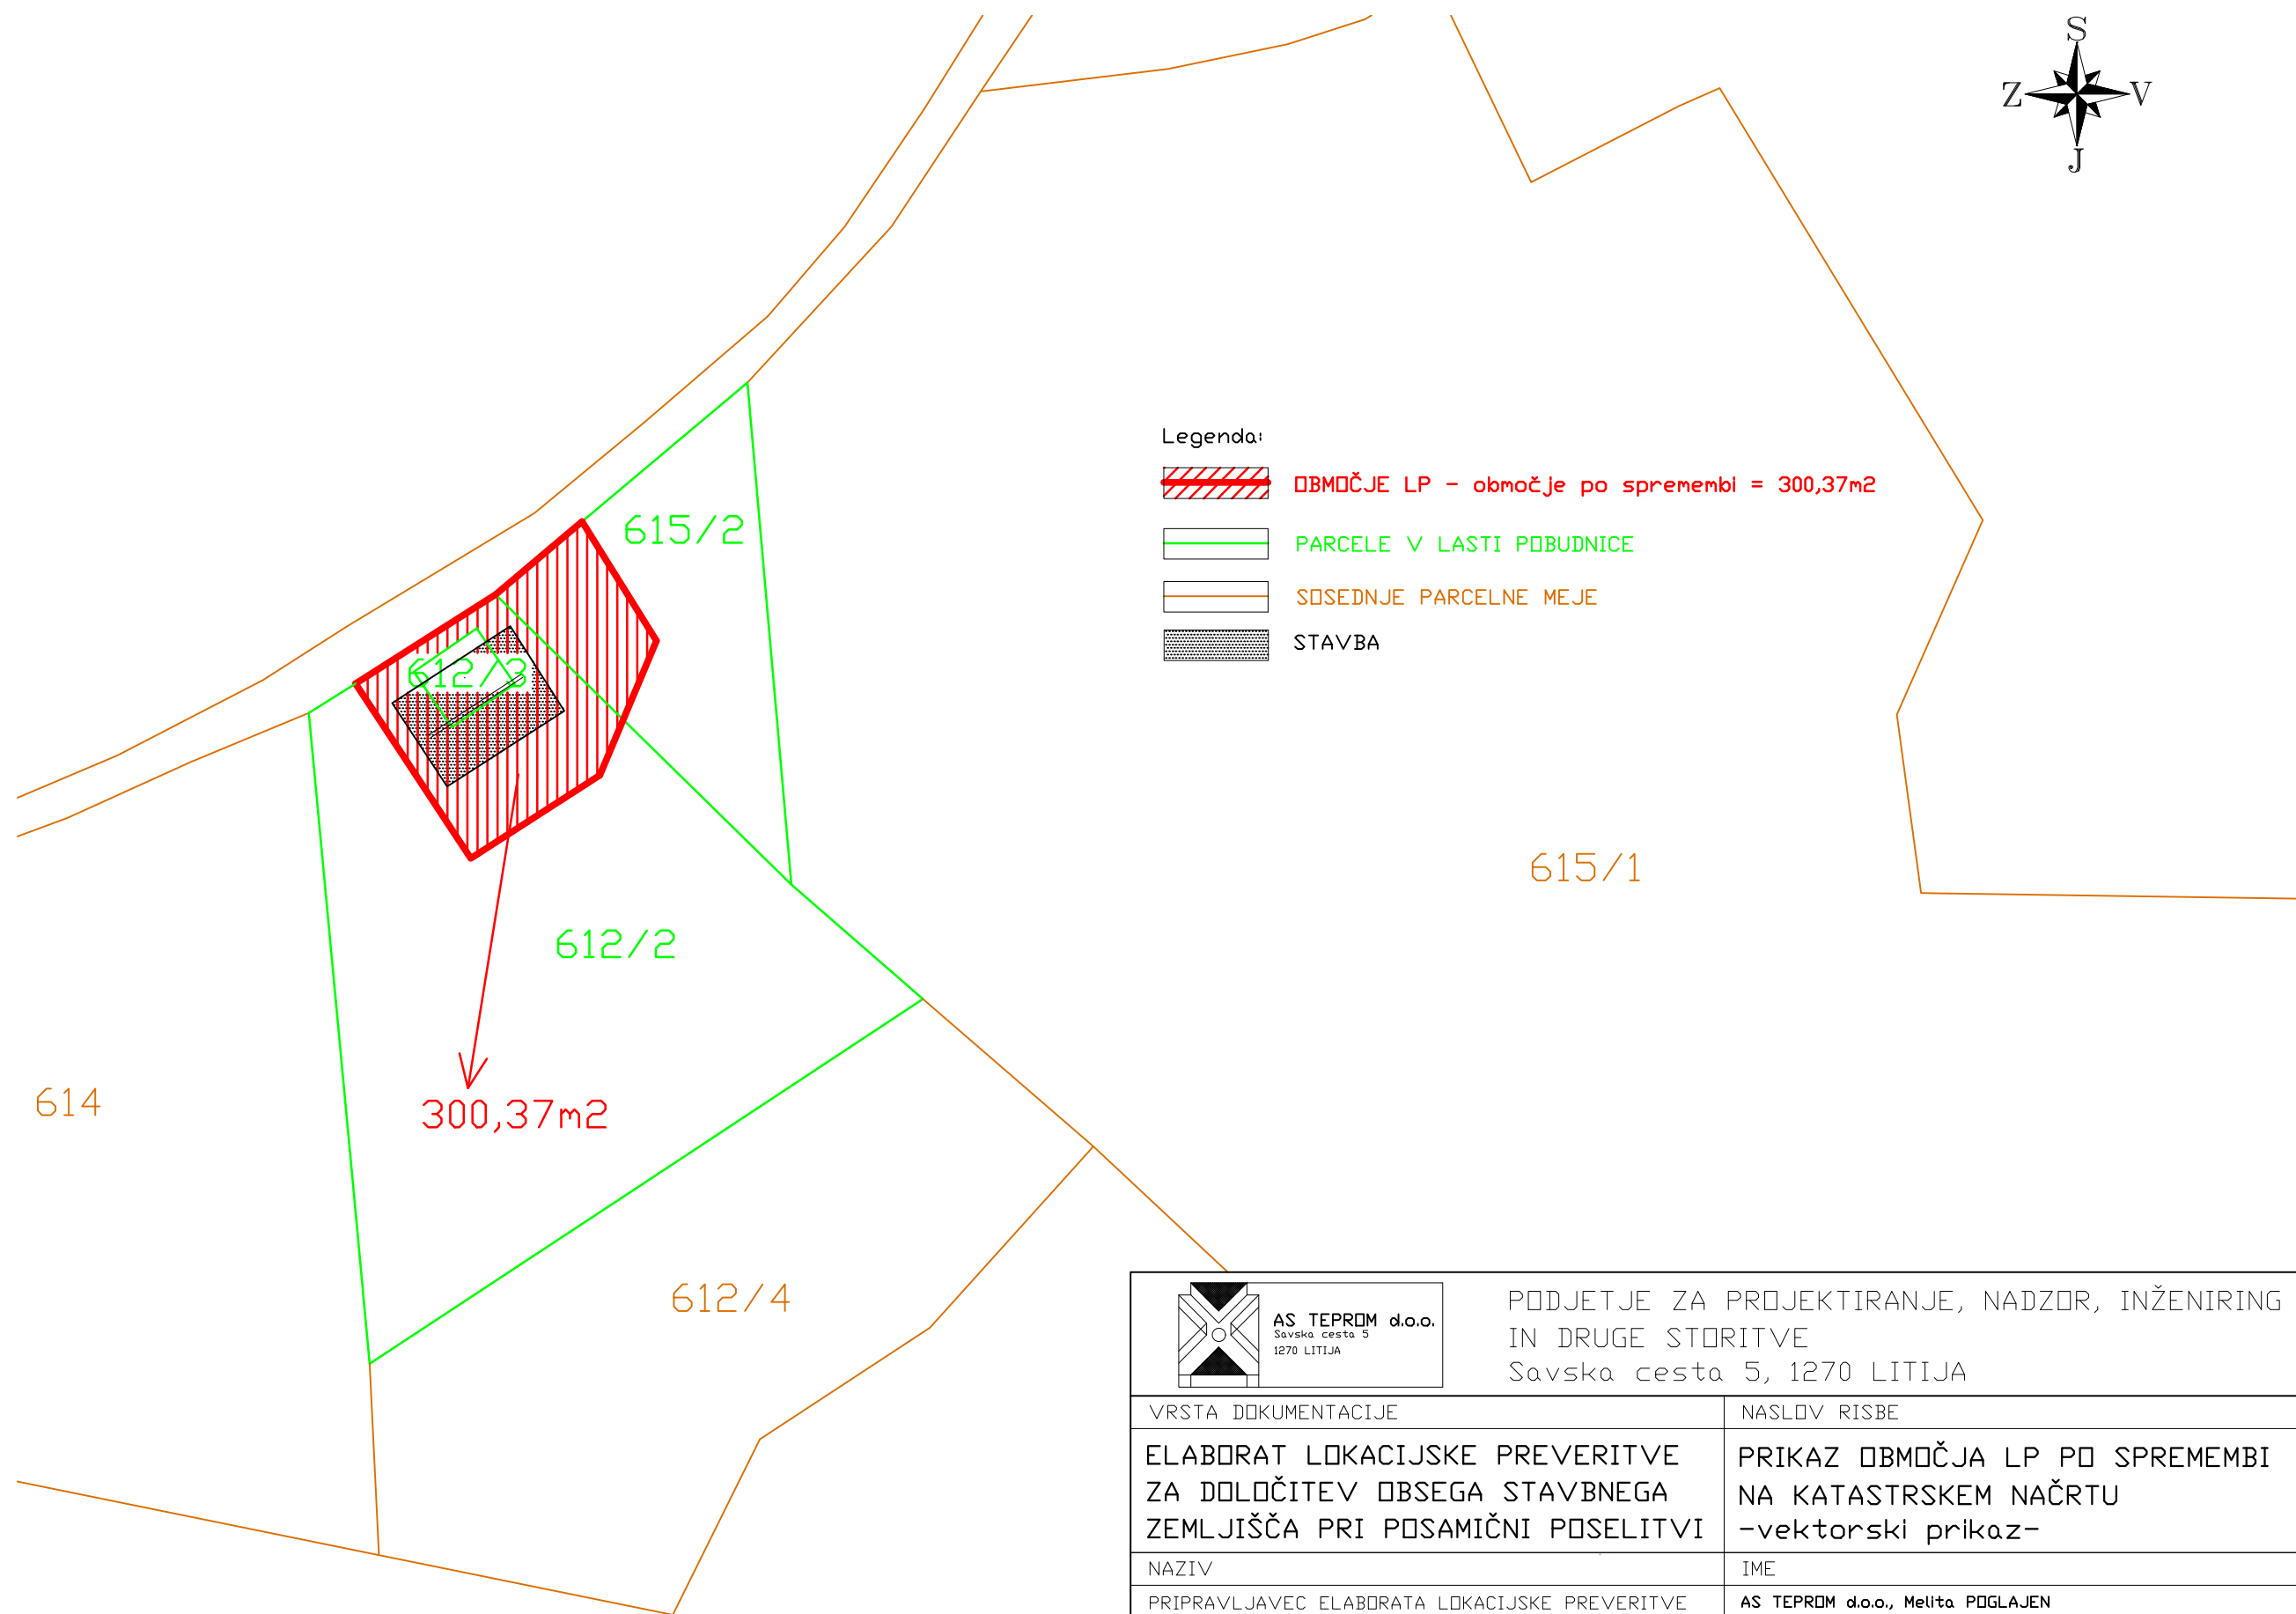 S
Z
V
J
Legenda:
OBMOČJE LP - območje po spremembi = 300,37m2
PARCELE V LASTI POBUDNICE
SOSEDNJE PARCELNE MEJE
STAVBA
615/2
612/3
615/1
612/2
614
300,37m2
612/4
AS TEPROM d.o.o.
Savska cesta 5
1270 LITIJA
PODJETJE ZA PROJEKTIRANJE, NADZOR, INŽENIRING
IN DRUGE STORITVE
Savska cesta 5, 1270 LITIJA
VRSTA DOKUMENTACIJE
ELABORAT LOKACIJSKE PREVERITVE
ZA DOLOČITEV OBSEGA STAVBNEGA
ZEMLJIŠČA PRI POSAMIČNI POSELITVI
NASLOV RISBE
PRIKAZ OBMOČJA LP PO SPREMEMBI
NA KATASTRSKEM NAČRTU
-vektorski prikaz-
NAZIV
IME
PRIPRAVLJAVEC ELABORATA LOKACIJSKE PREVERITVE
AS TEPROM d.o.o., Melita POGLAJEN